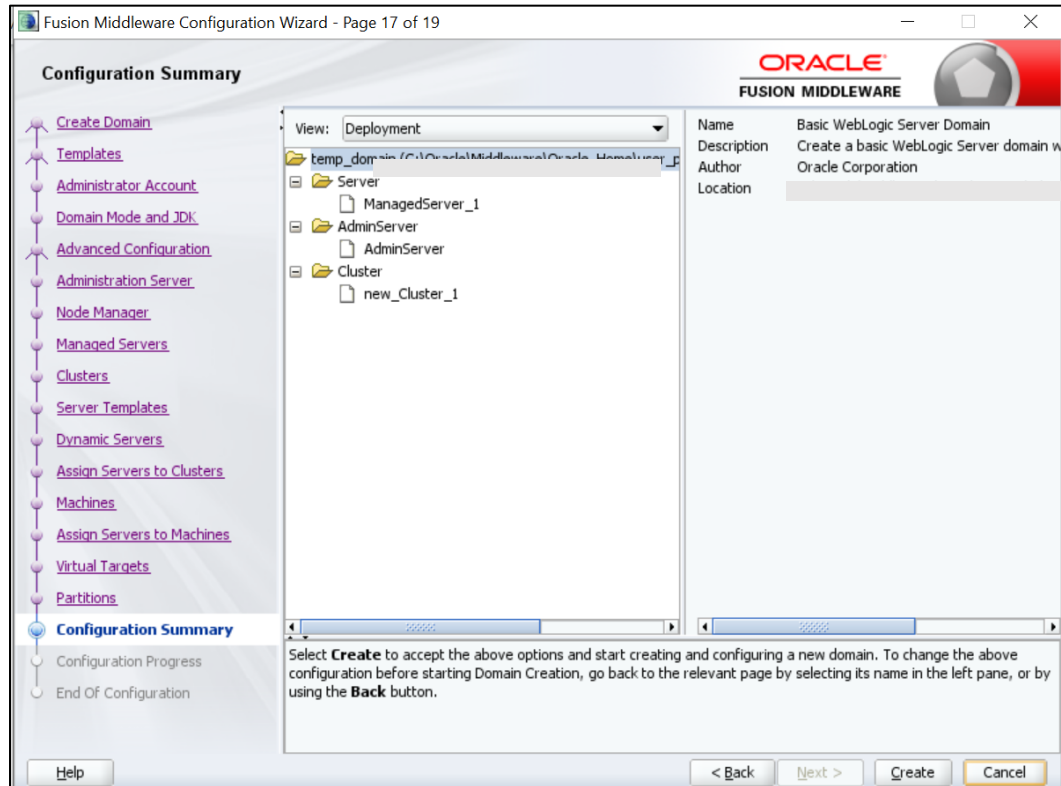 Fusion Middleware Configuration Wizard - Page 17 of 19
Configuration Summary
ORACLE
FUSION MIDDLEWARE
Create Domain
Templates
Administrator Account
Domain Mode and JDK
Advanced Configuration
Administration Server
Node Manager
Managed Servers
Clusters
Server Templates
Dynamic Servers
Assign Servers to Clusters
Machines
Assign Servers to Machines
Virtual Targets
Partitions
Configuration Summary
Configuration Progress
End Of Configuration
View: Deployment
temp_domain
Server
ManagedServer_1
AdminServer
AdminServer
Cluster
new_Cluster_1
Name Basic WebLogic Server Domain
Description Create a basic WebLogic Server domain w
Author Oracle Corporation
Location
Select Create to accept the above options and start creating and configuring a new domain. To change the above
configuration before starting Domain Creation, go back to the relevant page by selecting its name in the left pane, or by
using the Back button.
Help
< Back
Next >
Create
Cancel